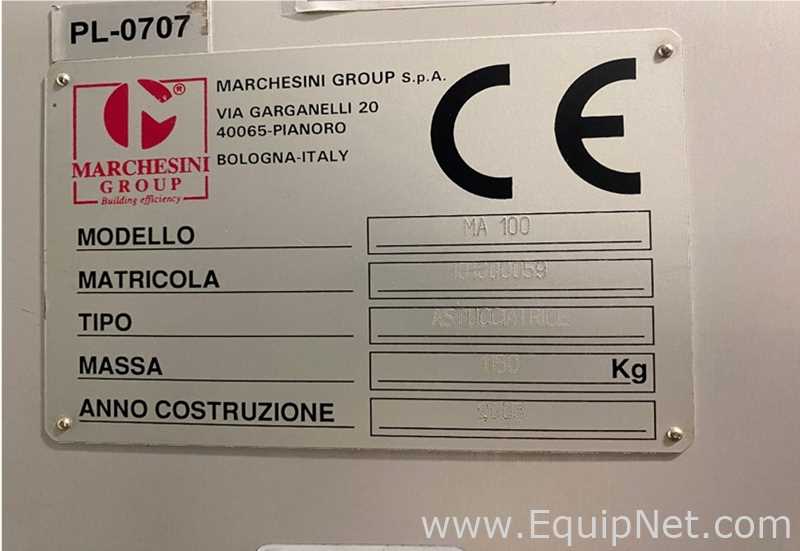 PL-0707
MARCHESINI
GROUP
Building efficiency
®
MARCHESINI GROUP S.p.A.
VIA GARGANELLI 20
40065-PIANORO
BOLOGNA-ITALY
CE
MODELLO MA 100
MATRICOLA
TIPO ASTUCCIATRICE
MASSA Kg
ANNO COSTRUZIONE
www.EquipNet.com